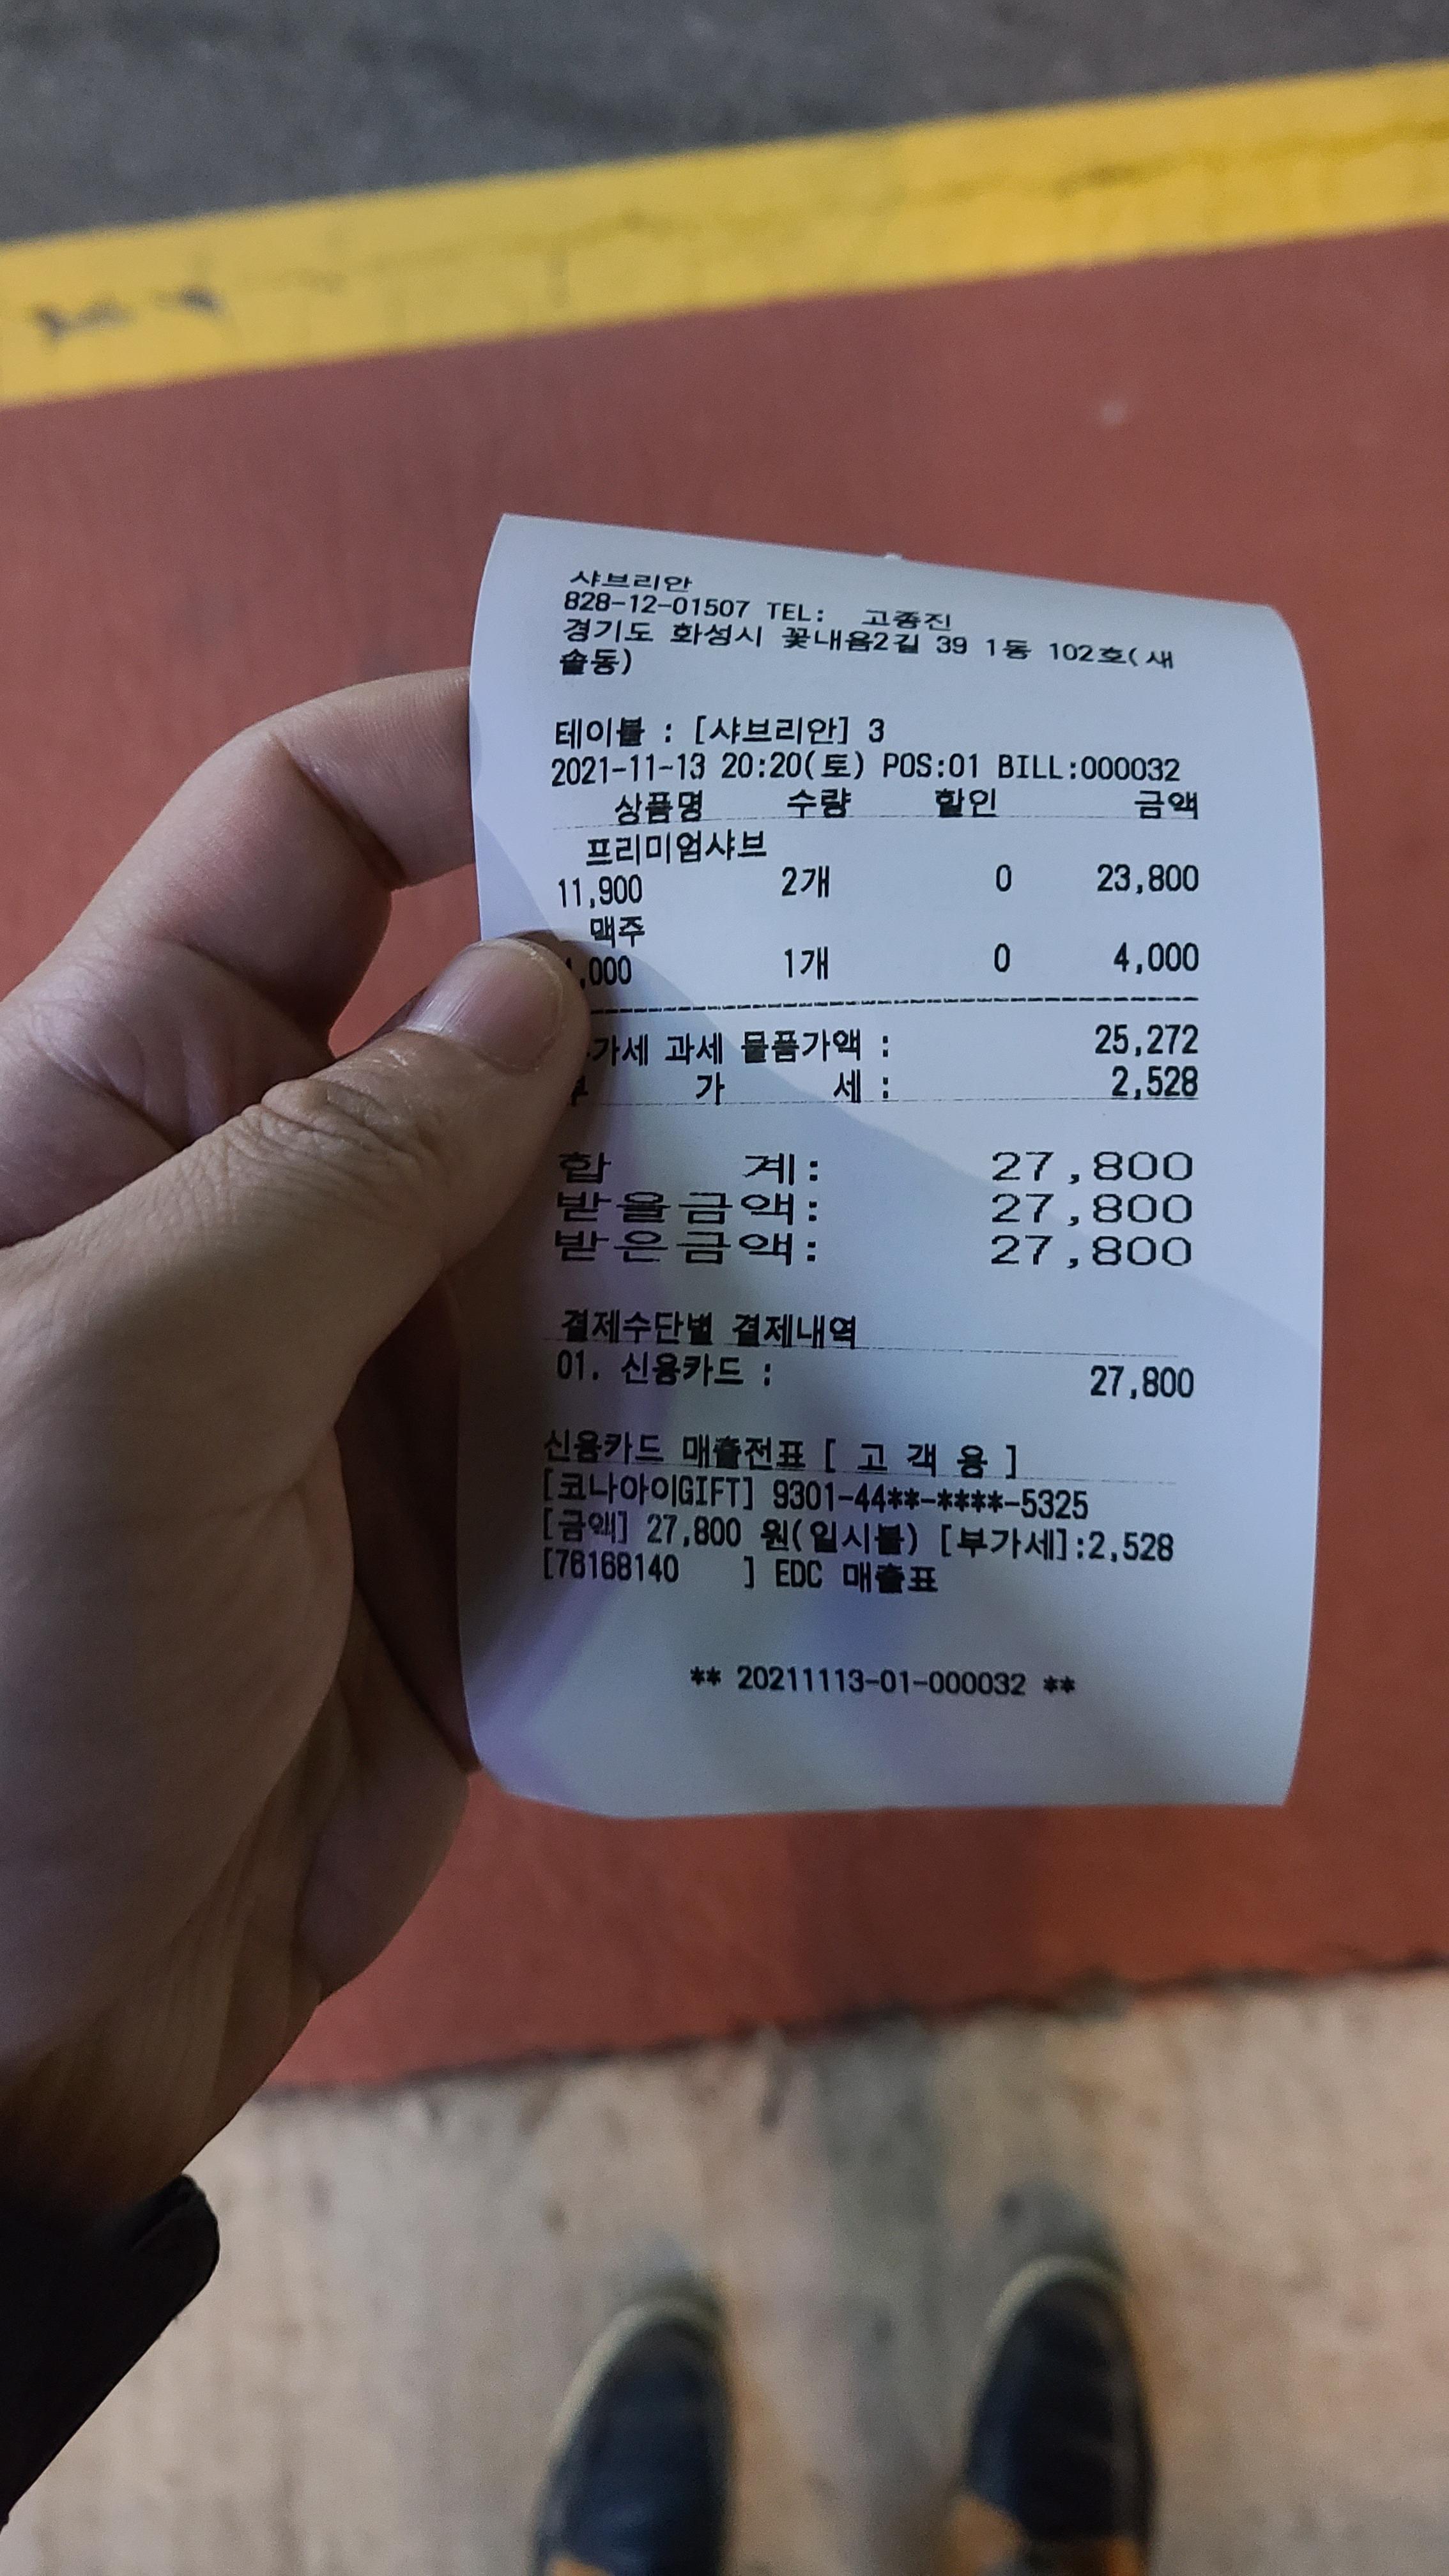 샤브리안
828-12-01507 TEL: 고종진
경기도 화성시 꽃내음2길 39 1동 102호(새
솔동)
테이블 : [샤브리안] 3
2021-11-13 20:20(토) POS:01 BILL:000032
상품명 수량 할인 금액
프리미엄샤브
11,900 2개 0 23,800
맥주
,000 1개 0 4,000
가세 과세 물품가액 : 25,272
부 가 세 : 2,528
합 계: 27,800
받을금액: 27,800
받은금액: 27,800
결제수단별 결제내역
01. 신용카드 : 27,800
신용카드 매출전표 [ 고 객 용 ]
[코나아이GIFT] 9301-44**-****-5325
[금액] 27,800 원(일시불) [부가세]:2,528
[78168140 ] EDC 매출표
** 20211113-01-000032 **